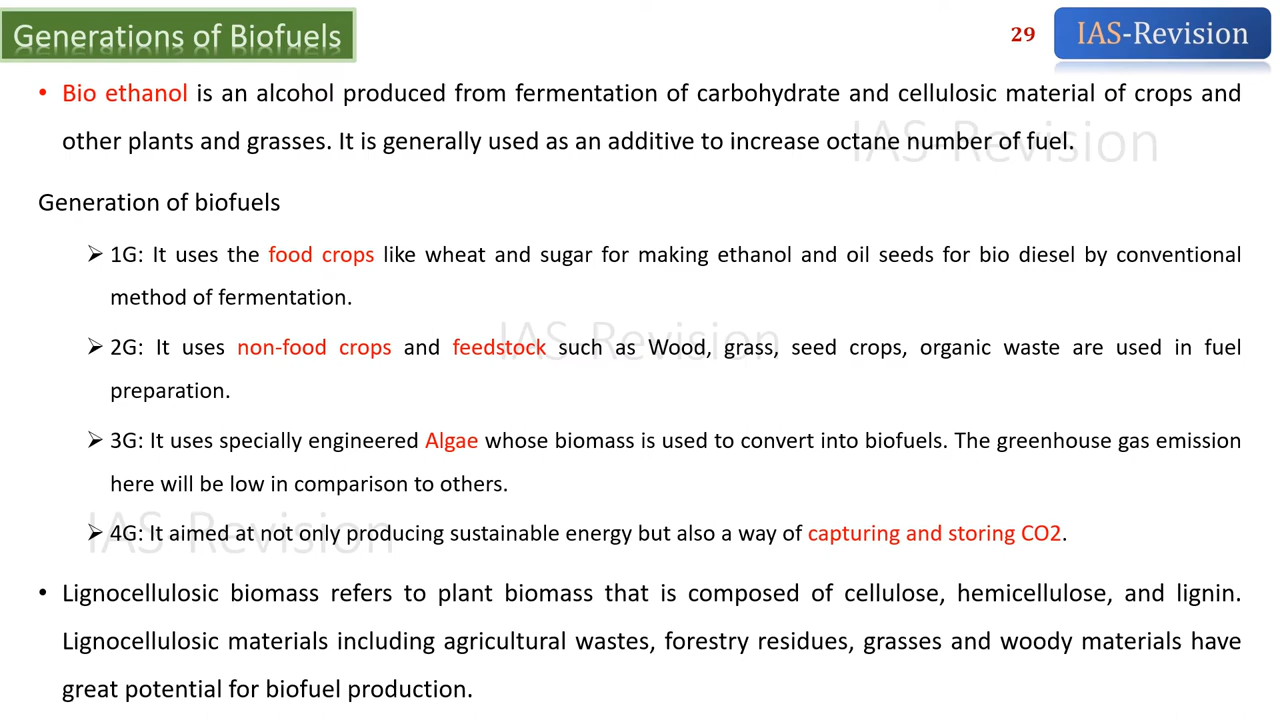 Generations of Biofuels
29
IAS-Revision
• Bio ethanol is an alcohol produced from fermentation of carbohydrate and cellulosic material of crops and
other plants and grasses. It is generally used as an additive to increase octane number of fuel.
IAS-Revision
Generation of biofuels
➢ 1G: It uses the food crops like wheat and sugar for making ethanol and oil seeds for bio diesel by conventional
method of fermentation.
IAS-Revision
➢ 2G: It uses non-food crops and feedstock such as Wood, grass, seed crops, organic waste are used in fuel
preparation.
➢ 3G: It uses specially engineered Algae whose biomass is used to convert into biofuels. The greenhouse gas emission
here will be low in comparison to others.
IAS-Revision
➢ 4G: It aimed at not only producing sustainable energy but also a way of capturing and storing CO2.
• Lignocellulosic biomass refers to plant biomass that is composed of cellulose, hemicellulose, and lignin.
Lignocellulosic materials including agricultural wastes, forestry residues, grasses and woody materials have
great potential for biofuel production.